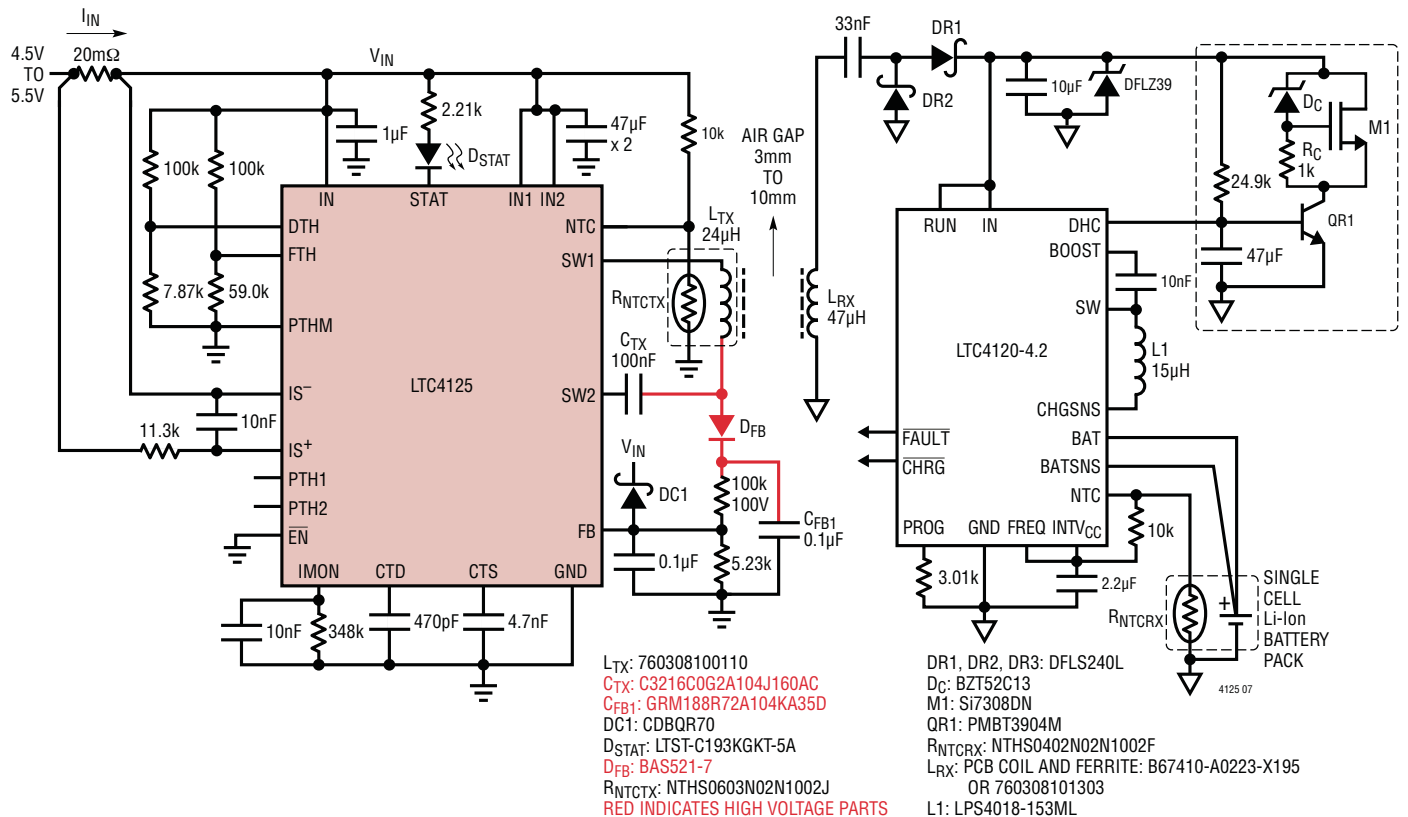 I_IN
4.5V
TO
5.5V
20mΩ
V_IN
100k
100k
1µF
2.21k
D_STAT
47µF
x 2
10k
IN
STAT
IN1 IN2
DTH
FTH
7.87k
59.0k
PTHM
NTC
SW1
L_TX
24µH
R_NTCTX
AIR GAP
3mm
TO
10mm
LTC4125
IS⁻
10nF
11.3k
IS⁺
PTH1
PTH2
EN
SW2
C_TX
100nF
D_FB
V_IN
DC1
100k
100V
C_FB1
0.1µF
FB
0.1µF
5.23k
IMON
CTD
CTS
GND
10nF
348k
470pF
4.7nF
33nF
DR1
DR2
10µF
DFLZ39
D_C
M1
R_C
1k
24.9k
QR1
47µF
L_RX
47µH
RUN
IN
DHC
BOOST
10nF
SW
LTC4120-4.2
L1
15µH
CHGSNS
BAT
BATSNS
FAULT
CHRG
NTC
PROG
GND
FREQ
INTV_CC
10k
3.01k
2.2µF
R_NTCRX
+
SINGLE
CELL
Li-Ion
BATTERY
PACK
4125 07
L_TX: 760308100110
C_TX: C3216C0G2A104J160AC
C_FB1: GRM188R72A104KA35D
DC1: CDBQR70
D_STAT: LTST-C193KGKT-5A
D_FB: BAS521-7
R_NTCTX: NTHS0603N02N1002J
RED INDICATES HIGH VOLTAGE PARTS
DR1, DR2, DR3: DFLS240L
D_C: BZT52C13
M1: Si7308DN
QR1: PMBT3904M
R_NTCRX: NTHS0402N02N1002F
L_RX: PCB COIL AND FERRITE: B67410-A0223-X195
OR 760308101303
L1: LPS4018-153ML